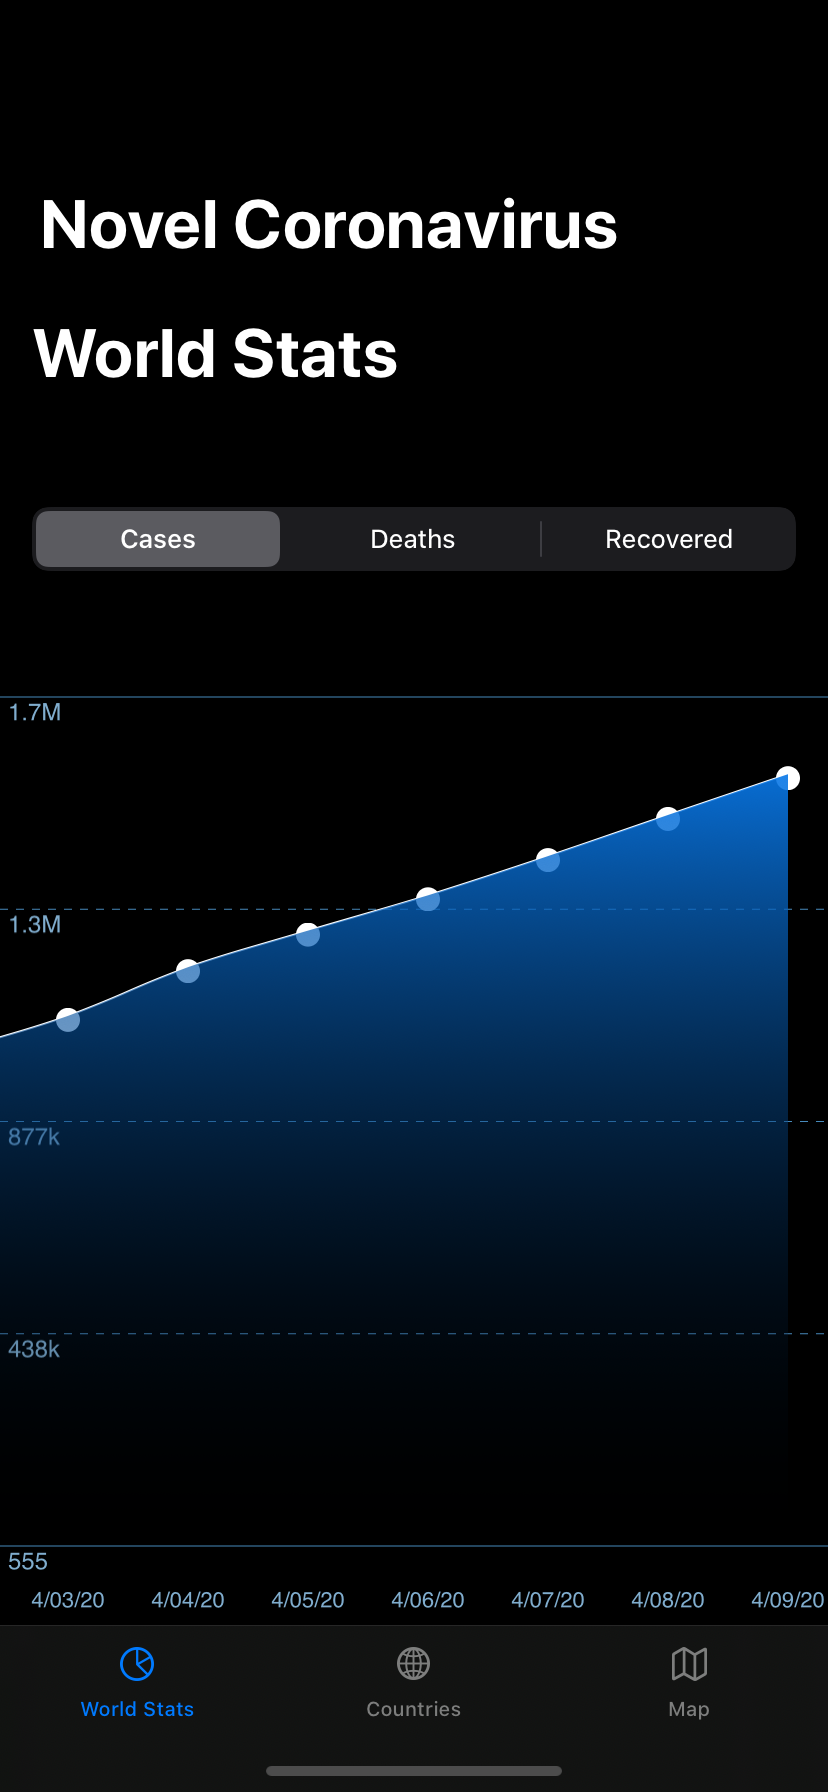 Novel Coronavirus
World Stats
Cases Deaths Recovered
1.7M
1.3M
877k
438k
555
4/03/20 4/04/20 4/05/20 4/06/20 4/07/20 4/08/20 4/09/20
World Stats Countries Map